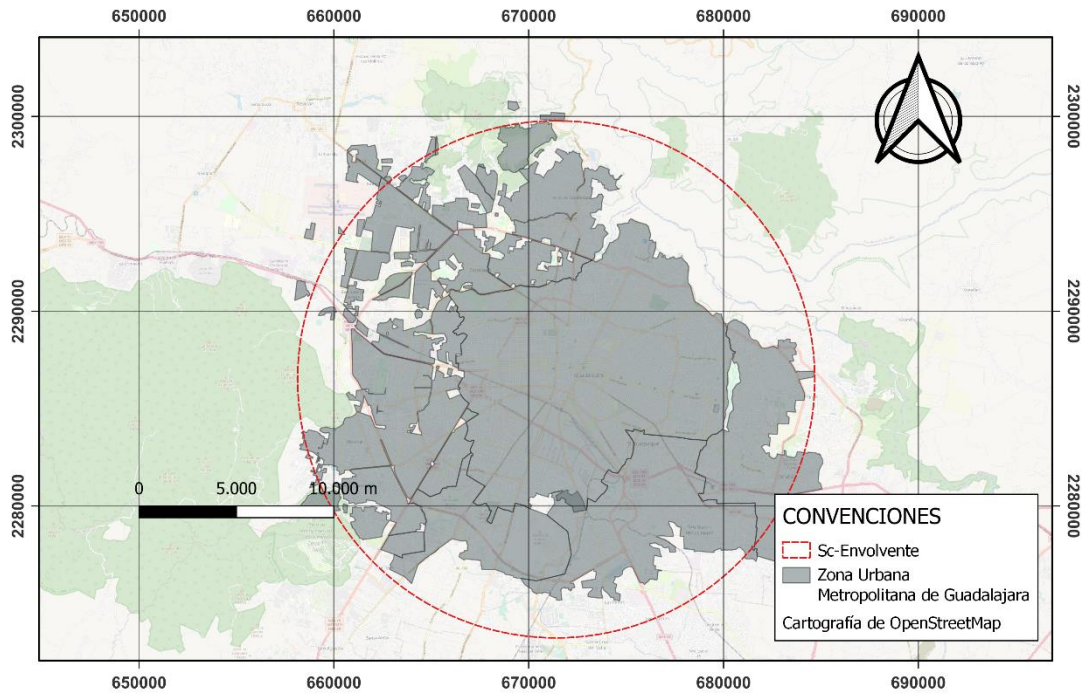 650000 660000 670000 680000 690000
2300000 2300000
2290000 2290000
2280000 2280000
0 5.000 10.000 m
Guadalajara
CONVENCIONES
Sc-Envolvente
Zona Urbana
Metropolitana de Guadalajara
Cartografía de OpenStreetMap
650000 660000 670000 680000 690000